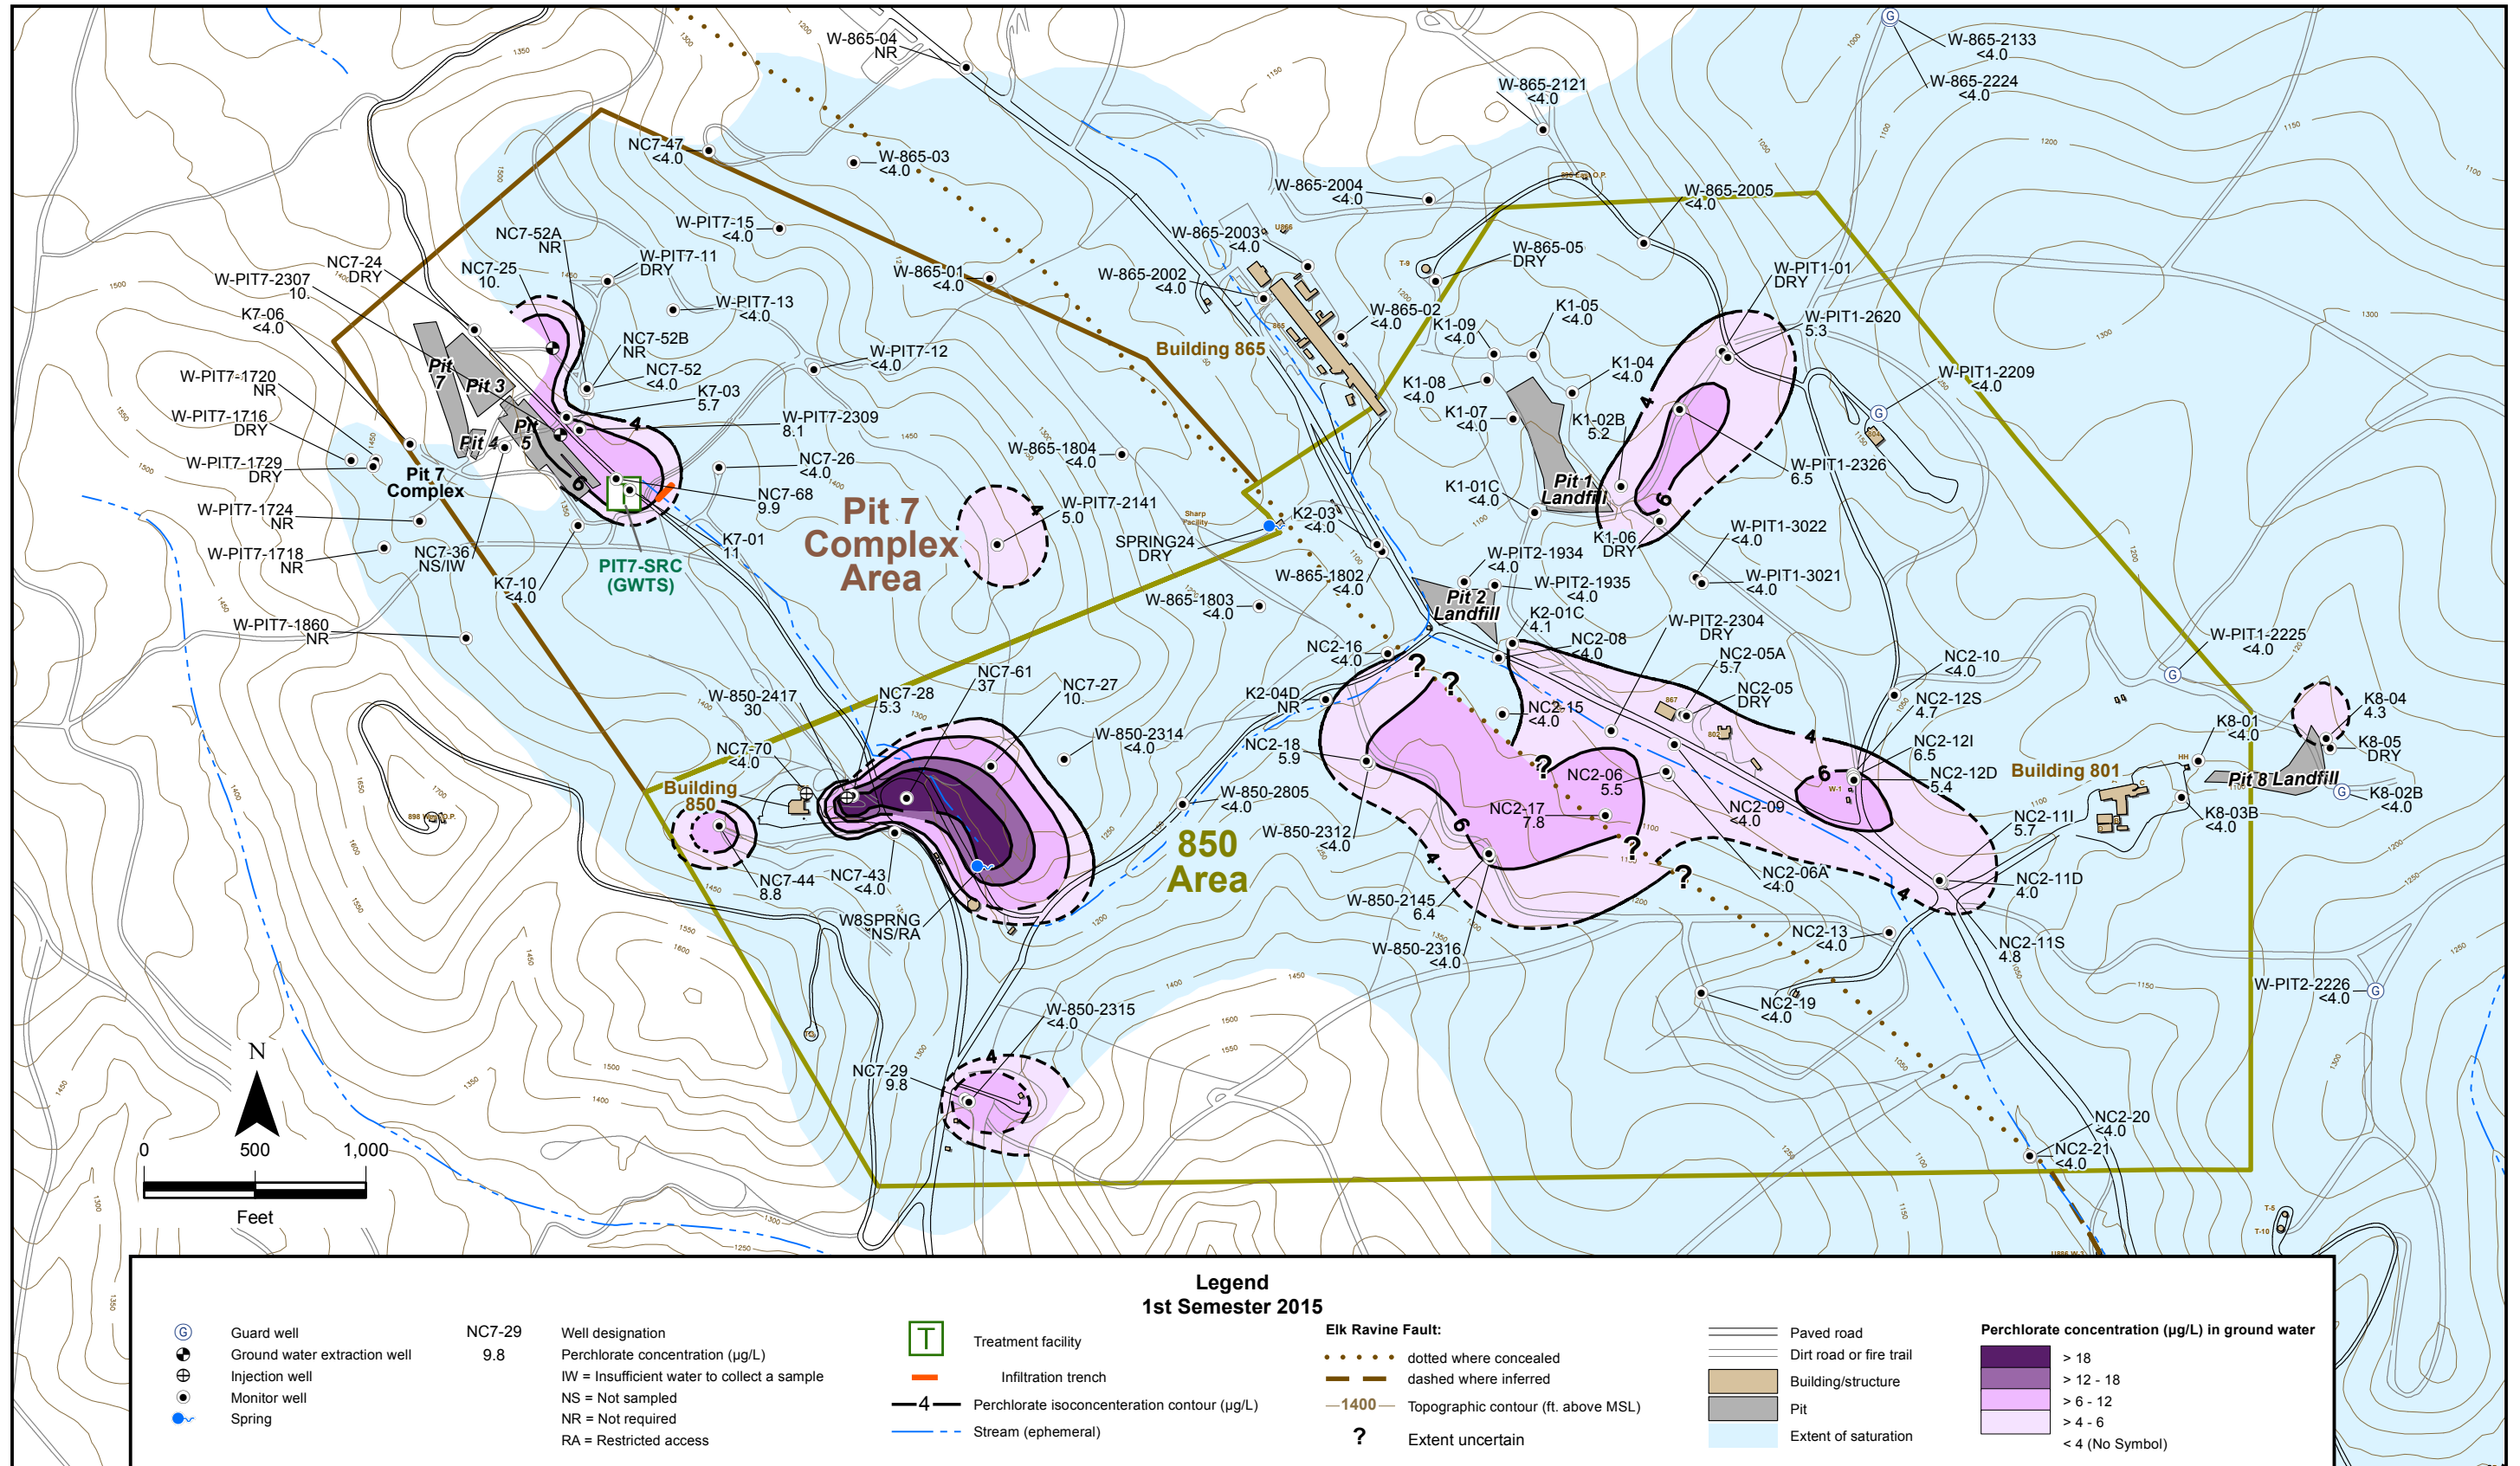 W-865-04
NR
W-865-2133
<4.0
W-865-2224
<4.0
W-865-2121
<4.0
NC7-47
<4.0
W-865-03
<4.0
W-865-2004
<4.0
W-865-2005
<4.0
W-PIT7-15
<4.0
NC7-52A
NR
W-865-2003
<4.0
U866
W-865-05
DRY
T-9
W-PIT7-11
DRY
NC7-24
DRY
NC7-25
10.
W-PIT7-2307
10.
W-865-01
<4.0
W-865-2002
<4.0
W-PIT1-01
DRY
W-PIT7-13
<4.0
K7-06
<4.0
W-865-02
<4.0
K1-09
<4.0
K1-05
<4.0
W-PIT1-2620
5.3
NC7-52B
NR
Building 865
865
W-PIT7-12
<4.0
NC7-52
<4.0
Pit
7
Pit 3
W-PIT7-1720
NR
K7-03
5.7
K1-08
<4.0
K1-04
<4.0
W-PIT1-2209
<4.0
W-PIT7-1716
DRY
W-PIT7-2309
8.1
K1-07
<4.0
K1-02B
5.2
Pit 4
Pit
5
4
4
W-PIT7-1729
DRY
Pit 7
Complex
NC7-26
<4.0
W-865-1804
<4.0
W-PIT1-2326
6.5
6
6
NC7-68
9.9
T
K1-01C
<4.0
Pit 1
Landfill
W-PIT7-1724
NR
Pit 7
Complex
Area
W-PIT7-2141
5.0
4
Sharp
Facility
K2-03
<4.0
SPRING24
DRY
K1-06
DRY
W-PIT1-3022
<4.0
W-PIT7-1718
NR
NC7-36
NS/IW
K7-01
11
PIT7-SRC
(GWTS)
W-PIT2-1934
<4.0
W-PIT1-3021
<4.0
K7-10
<4.0
W-865-1802
<4.0
W-PIT2-1935
<4.0
Pit 2
Landfill
W-865-1803
<4.0
K2-01C
4.1
W-PIT2-2304
DRY
W-PIT7-1860
NR
NC2-16
<4.0
NC2-08
<4.0
W-PIT1-2225
<4.0
NC7-61
37
NC7-27
10.
NC2-05A
5.7
NC2-10
<4.0
W-850-2417
30
NC7-28
5.3
K2-04D
NR
NC2-05
DRY
NC2-12S
4.7
K8-04
4.3
867
802
NC2-15
<4.0
NC7-70
<4.0
W-850-2314
<4.0
NC2-18
5.9
NC2-12I
6.5
K8-01
<4.0
K8-05
DRY
HH
Building
850
NC2-06
5.5
NC2-12D
5.4
Building 801
Pit 8 Landfill
W-1
W-850-2805
<4.0
NC2-17
7.8
NC2-09
<4.0
K8-02B
<4.0
898 West O.P.
850
Area
W-850-2312
<4.0
NC2-11I
5.7
K8-03B
<4.0
6
4
6
4
4
NC7-44
8.8
NC7-43
<4.0
NC2-06A
<4.0
NC2-11D
4.0
W-850-2145
6.4
W8SPRNG
NS/RA
NC2-13
<4.0
NC2-11S
4.8
W-850-2316
<4.0
W-PIT2-2226
<4.0
W-850-2315
<4.0
NC2-19
<4.0
4
NC7-29
9.8
NC2-20
<4.0
NC2-21
<4.0
N
0 500 1,000
Feet
T-5
T-10
Legend
1st Semester 2015
G Guard well
Ground water extraction well
Injection well
Monitor well
Spring
NC7-29 Well designation
9.8 Perchlorate concentration (µg/L)
IW = Insufficient water to collect a sample
NS = Not sampled
NR = Not required
RA = Restricted access
T Treatment facility
Infiltration trench
4 Perchlorate isoconcenteration contour (µg/L)
Stream (ephemeral)
Elk Ravine Fault:
dotted where concealed
dashed where inferred
1400 Topographic contour (ft. above MSL)
? Extent uncertain
Paved road
Dirt road or fire trail
Building/structure
Pit
Extent of saturation
Perchlorate concentration (µg/L) in ground water
> 18
> 12 - 18
> 6 - 12
> 4 - 6
< 4 (No Symbol)